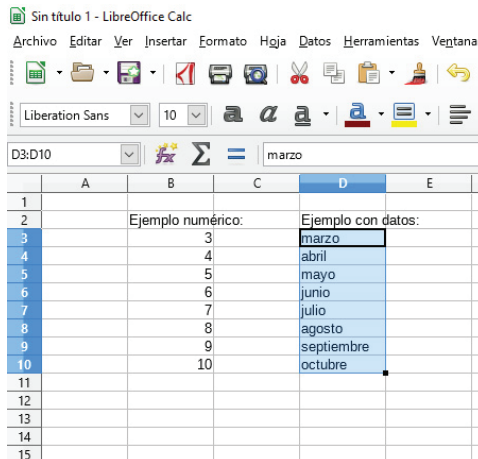 Sin título 1 - LibreOffice Calc
Archivo Editar Ver Insertar Formato Hoja Datos Herramientas Ventana
Liberation Sans 10 a a a a
D3:D10 fx Σ = marzo
A B C D E
1
2 Ejemplo numérico: Ejemplo con datos:
3 3 marzo
4 4 abril
5 5 mayo
6 6 junio
7 7 julio
8 8 agosto
9 9 septiembre
10 10 octubre
11
12
13
14
15